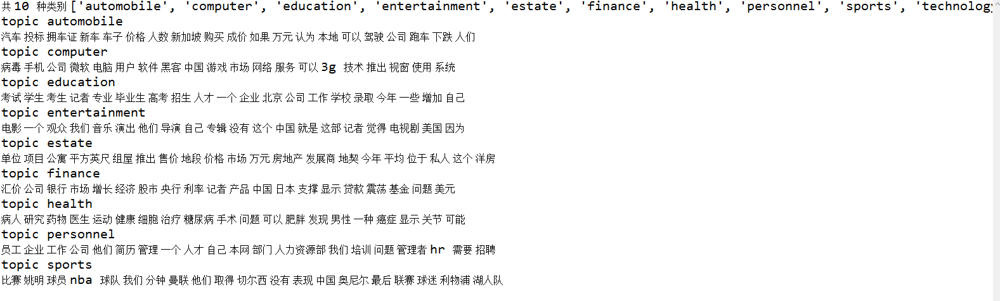 共 10 种类别 ['automobile', 'computer', 'education', 'entertainment', 'estate', 'finance', 'health', 'personnel', 'sports', 'technology
topic automobile
汽车 投标 拥车证 新车 车子 价格 人数 新加坡 购买 成价 如果 万元 认为 本地 可以 驾驶 公司 跑车 下跌 人们
topic computer
病毒 手机 公司 微软 电脑 用户 软件 黑客 中国 游戏 市场 网络 服务 可以 3g 技术 推出 视窗 使用 系统
topic education
考试 学生 考生 记者 专业 毕业生 高考 招生 人才 一个 企业 北京 公司 工作 学校 录取 今年 一些 增加 自己
topic entertainment
电影 一个 观众 我们 音乐 演出 他们 导演 自己 专辑 没有 这个 中国 就是 这部 记者 觉得 电视剧 美国 因为
topic estate
单位 项目 公寓 平方英尺 组屋 推出 售价 地段 价格 市场 万元 房地产 发展商 地契 今年 平均 位于 私人 这个 洋房
topic finance
汇价 公司 银行 市场 增长 经济 股市 央行 利率 记者 产品 中国 日本 支撑 显示 贷款 震荡 基金 问题 美元
topic health
病人 研究 药物 医生 运动 健康 细胞 治疗 糖尿病 手术 问题 可以 肥胖 发现 男性 一种 癌症 显示 关节 可能
topic personnel
员工 企业 工作 公司 他们 简历 管理 一个 人才 自己 本网 部门 人力资源部 我们 培训 问题 管理者 hr 需要 招聘
topic sports
比赛 姚明 球员 nba 球队 我们 分钟 曼联 他们 取得 切尔西 没有 表现 中国 奥尼尔 最后 联赛 球迷 利物浦 湖人队